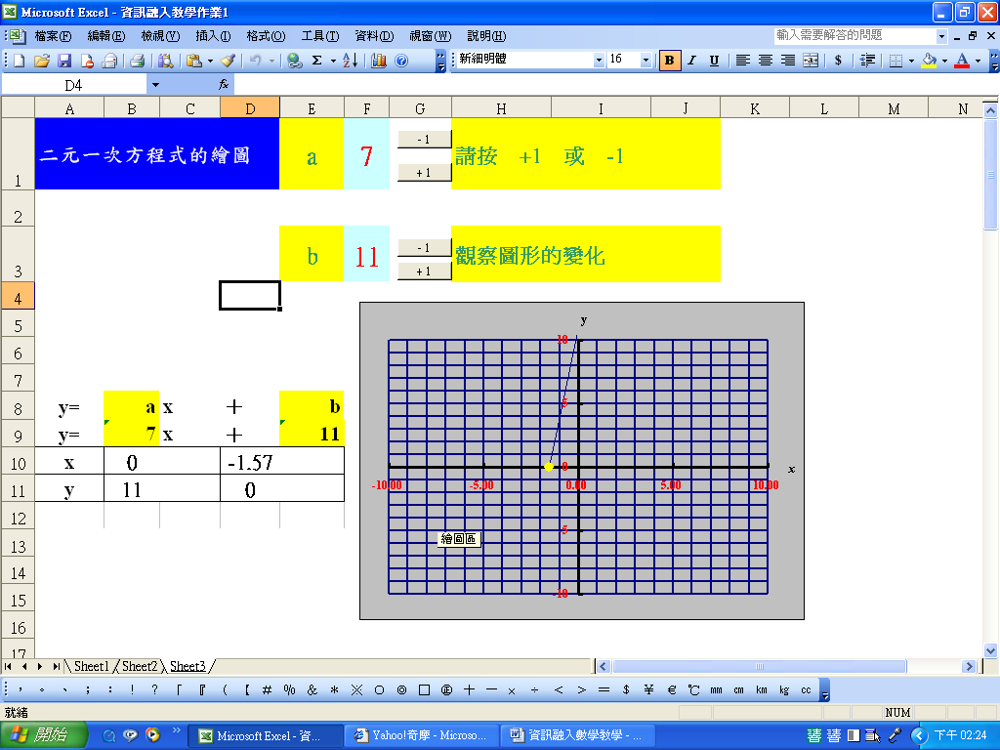 Microsoft Excel - 資訊融入教學作業1
檔案(F) 編輯(E) 檢視(V) 插入(I) 格式(O) 工具(T) 資料(D) 視窗(W) 說明(H) 輸入需要解答的問題
新細明體 16 B I U $
D4 fx
A B C D E F G H I J K L M N
1 二元一次方程式的繪圖 a 7 -1 請按 +1 或 -1
+1
2
3 b 11 -1 觀察圖形的變化
+1
4
5
6
7
8 y= a x + b
9 y= 7 x + 11
10 x 0 -1.57
11 y 11 0
12
13
14
15
16
17
y
10
5
0
x
-10.00 -5.00 0.00 5.00 10.00
-5
繪圖區
-10
Sheet1 Sheet2 Sheet3
， 。 、 ； ： ！ ？ 「 『 （ 【 # % & * ※ ○ ◎ □ ㊣ + - × ÷ < > = $ ¥ € ℃ mm cm km kg cc
就緒 NUM
開始 Microsoft Excel - 資... Yahoo!奇摩 - Microso... 資訊融入數學教學 - ... 下午 02:24